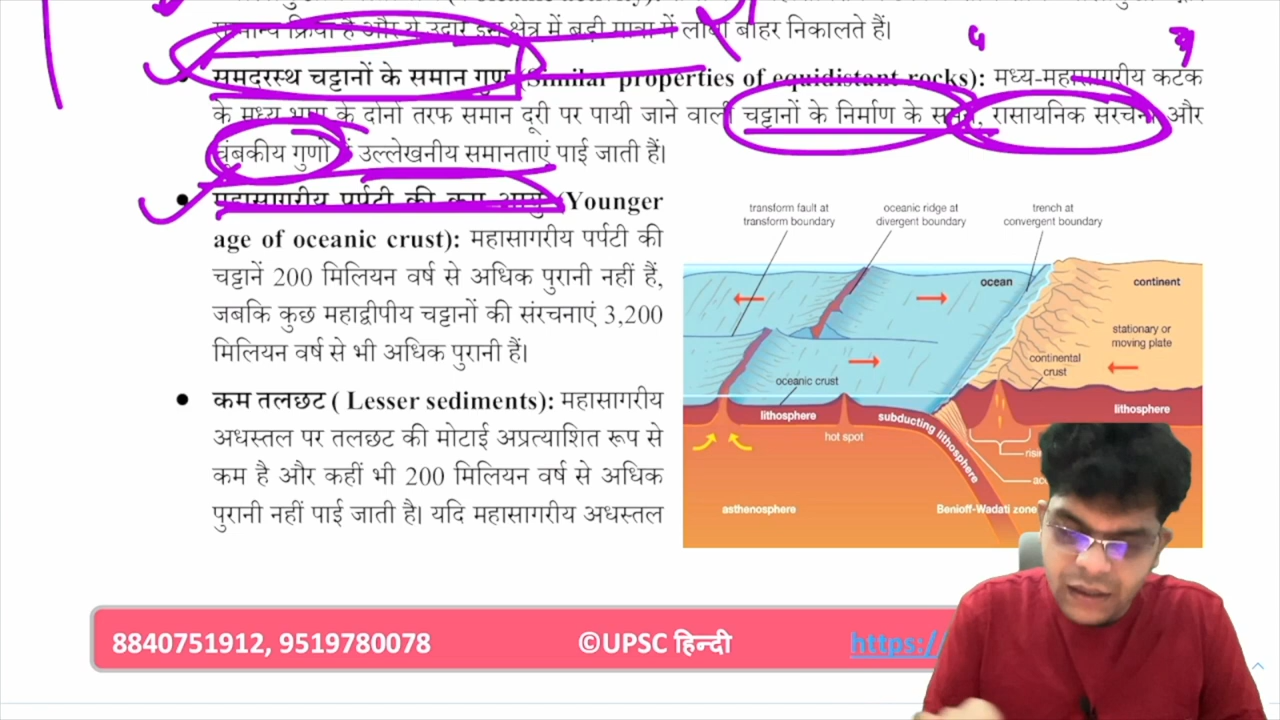 सामान्य क्रिया है और ये उदार इस क्षेत्र में बड़ी मात्रा में लावा बाहर निकालते हैं।
समदूरस्थ चट्टानों के समान गुण (Similar properties of equidistant rocks): मध्य-महासागरीय कटक
के मध्य भाग के दोनों तरफ समान दूरी पर पायी जाने वाली चट्टानों के निर्माण के समय, रासायनिक संरचना और
चुंबकीय गुणों में उल्लेखनीय समानताएं पाई जाती हैं।
महासागरीय पर्पटी की कम आयु (Younger
age of oceanic crust): महासागरीय पर्पटी की
चट्टानें 200 मिलियन वर्ष से अधिक पुरानी नहीं हैं,
जबकि कुछ महाद्वीपीय चट्टानों की संरचनाएं 3,200
मिलियन वर्ष से भी अधिक पुरानी हैं।
कम तलछट ( Lesser sediments): महासागरीय
अधस्तल पर तलछट की मोटाई अप्रत्याशित रूप से
कम है और कहीं भी 200 मिलियन वर्ष से अधिक
पुरानी नहीं पाई जाती है। यदि महासागरीय अधस्तल
transform fault at
transform boundary
oceanic ridge at
divergent boundary
trench at
convergent boundary
ocean
continent
stationary or
moving plate
continental
crust
oceanic crust
lithosphere
hot spot
subducting lithosphere
lithosphere
asthenosphere
Benioff-Wadati zone
8840751912, 9519780078
©UPSC हिन्दी
https:/